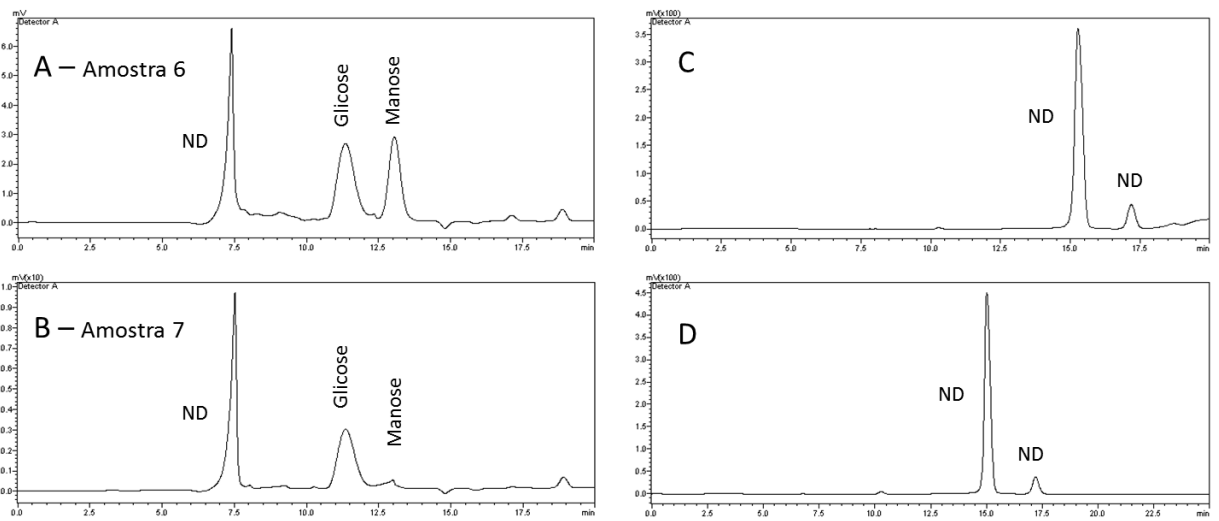 mV
Detector A
A – Amostra 6
ND
Glicose
Manose
6.0
5.0
4.0
3.0
2.0
1.0
0.0
0.0 2.5 5.0 7.5 10.0 12.5 15.0 17.5 min
mV(x100)
Detector A
C
ND
ND
3.5
3.0
2.5
2.0
1.5
1.0
0.5
0.0
0.0 2.5 5.0 7.5 10.0 12.5 15.0 17.5 min
mV(x10)
Detector A
B – Amostra 7
ND
Glicose
Manose
1.0
0.9
0.8
0.7
0.6
0.5
0.4
0.3
0.2
0.1
0.0
0.0 2.5 5.0 7.5 10.0 12.5 15.0 17.5 min
mV(x100)
Detector A
D
ND
ND
4.5
4.0
3.5
3.0
2.5
2.0
1.5
1.0
0.5
0.0
0.0 2.5 5.0 7.5 10.0 12.5 15.0 17.5 20.0 22.5 min